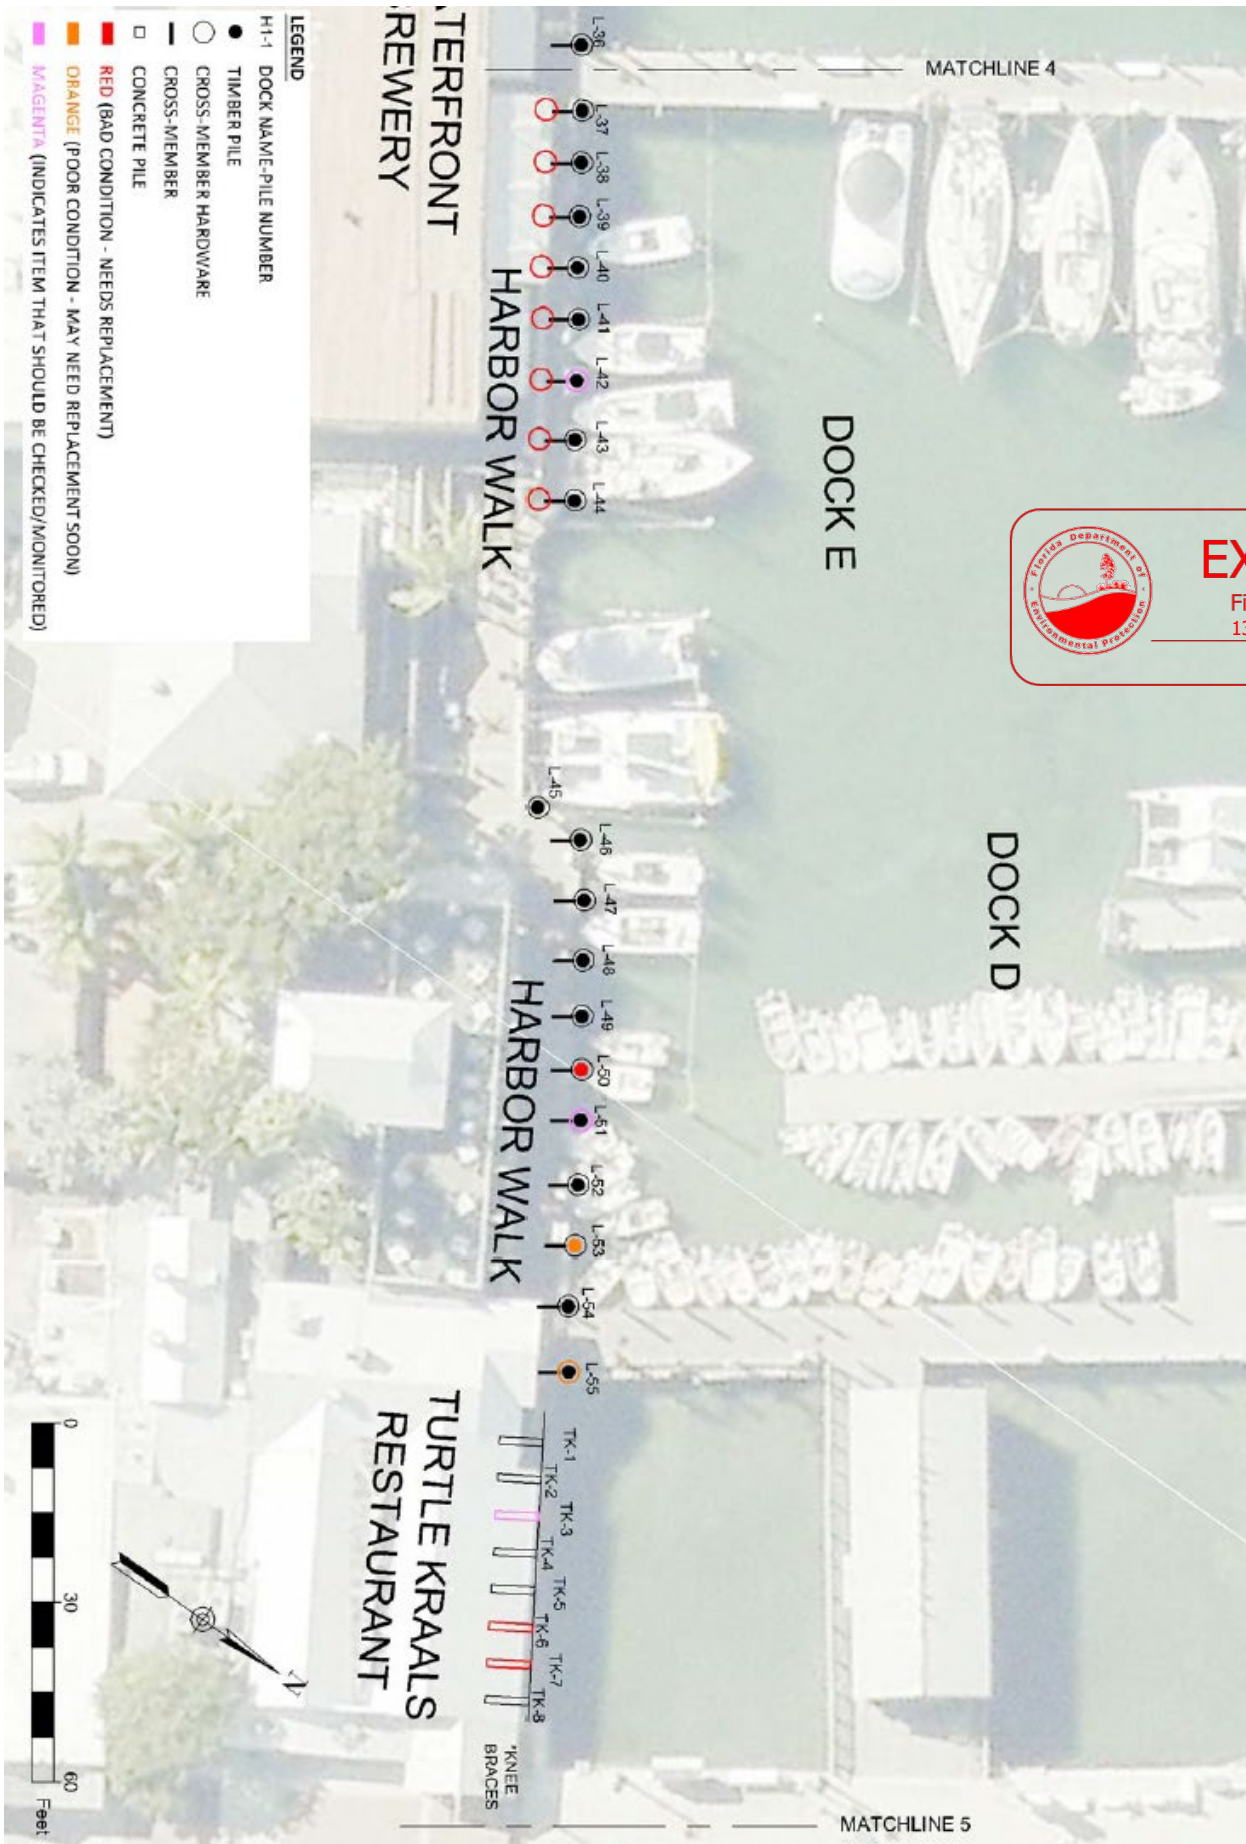 LEGEND
H1-1 DOCK NAME-PILE NUMBER
TIMBER PILE
CROSS-MEMBER HARDWARE
CROSS-MEMBER
CONCRETE PILE
RED (BAD CONDITION - NEEDS REPLACEMENT)
ORANGE (POOR CONDITION - MAY NEED REPLACEMENT SOON)
MAGENTA (INDICATES ITEM THAT SHOULD BE CHECKED/MONITORED)
ATERFRONT
REWERY
MATCHLINE 4
L-36
L-37
L-38
L-39
L-40
L-41
L-42
L-43
L-44
HARBOR WALK
DOCK E
Florida Department of
Environmental Protection
EX
Fi
13
L-45
L-46
L-47
L-48
L-49
L-50
L-51
L-52
L-53
L-54
L-55
HARBOR WALK
DOCK D
TURTLE KRAALS
RESTAURANT
TK-1
TK-2
TK-3
TK-4
TK-5
TK-6
TK-7
TK-8
*KNEE
BRACES
MATCHLINE 5
N
0 30 60
Feet